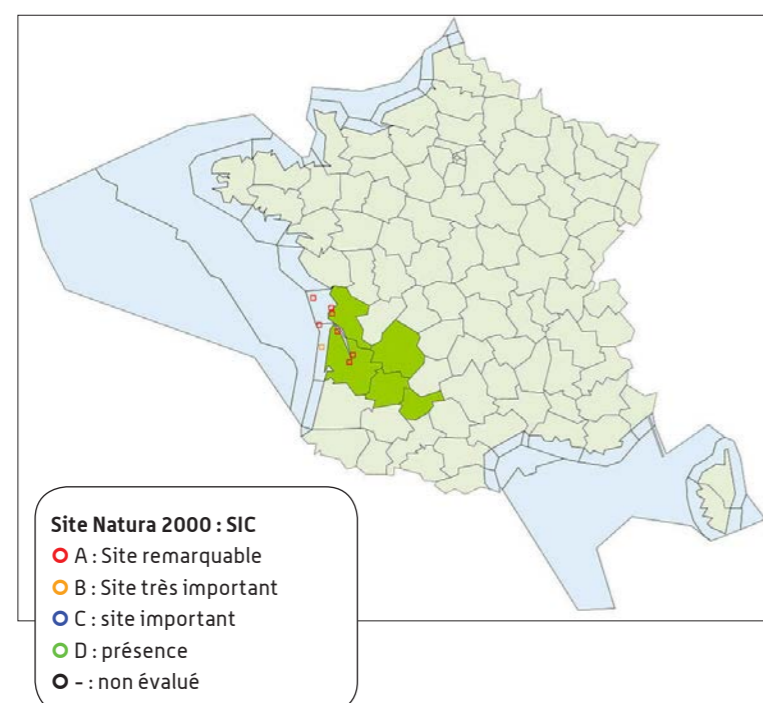 Site Natura 2000 : SIC
A : Site remarquable
B : Site très important
C : site important
D : présence
- : non évalué